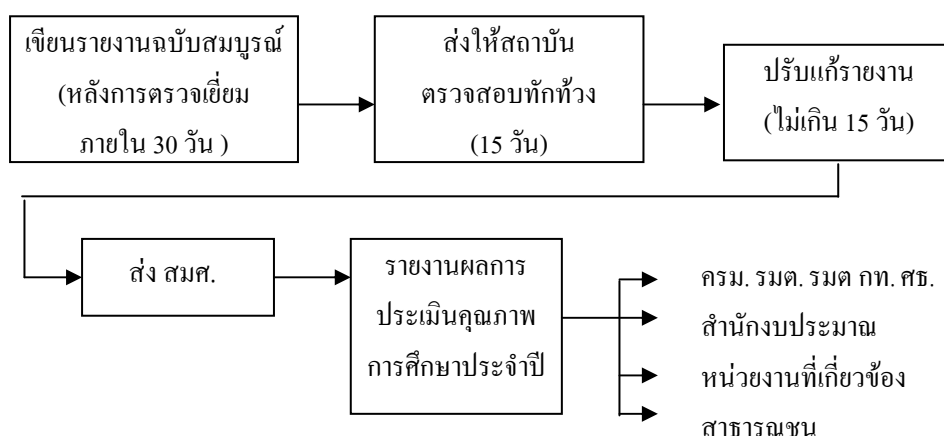 เขียนรายงานฉบับสมบูรณ์
(หลังการตรวจเยี่ยม
ภายใน 30 วัน )
ส่งให้สถาบัน
ตรวจสอบทักท้วง
(15 วัน)
ปรับแก้รายงาน
(ไม่เกิน 15 วัน)
ส่ง สมศ.
รายงานผลการ
ประเมินคุณภาพ
การศึกษาประจำปี
ครม. รมต. รมต กท. ศธ.
สำนักงบประมาณ
หน่วยงานที่เกี่ยวข้อง
สาธารณชน